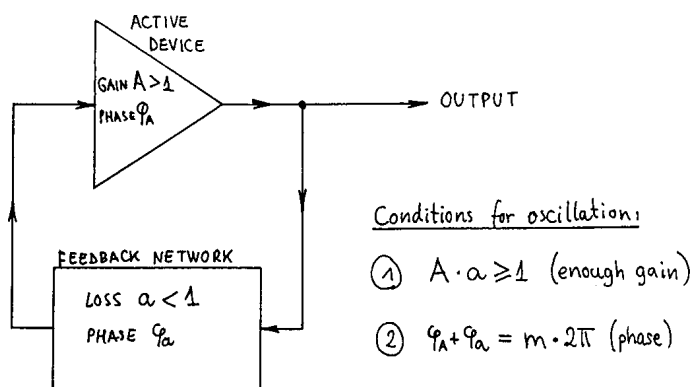 ACTIVE
DEVICE
GAIN A>1
PHASE φA
OUTPUT
Conditions for oscillation:
① A·a ⩾ 1 (enough gain)
② φA + φa = m·2π (phase)
FEEDBACK NETWORK
LOSS a < 1
PHASE φa